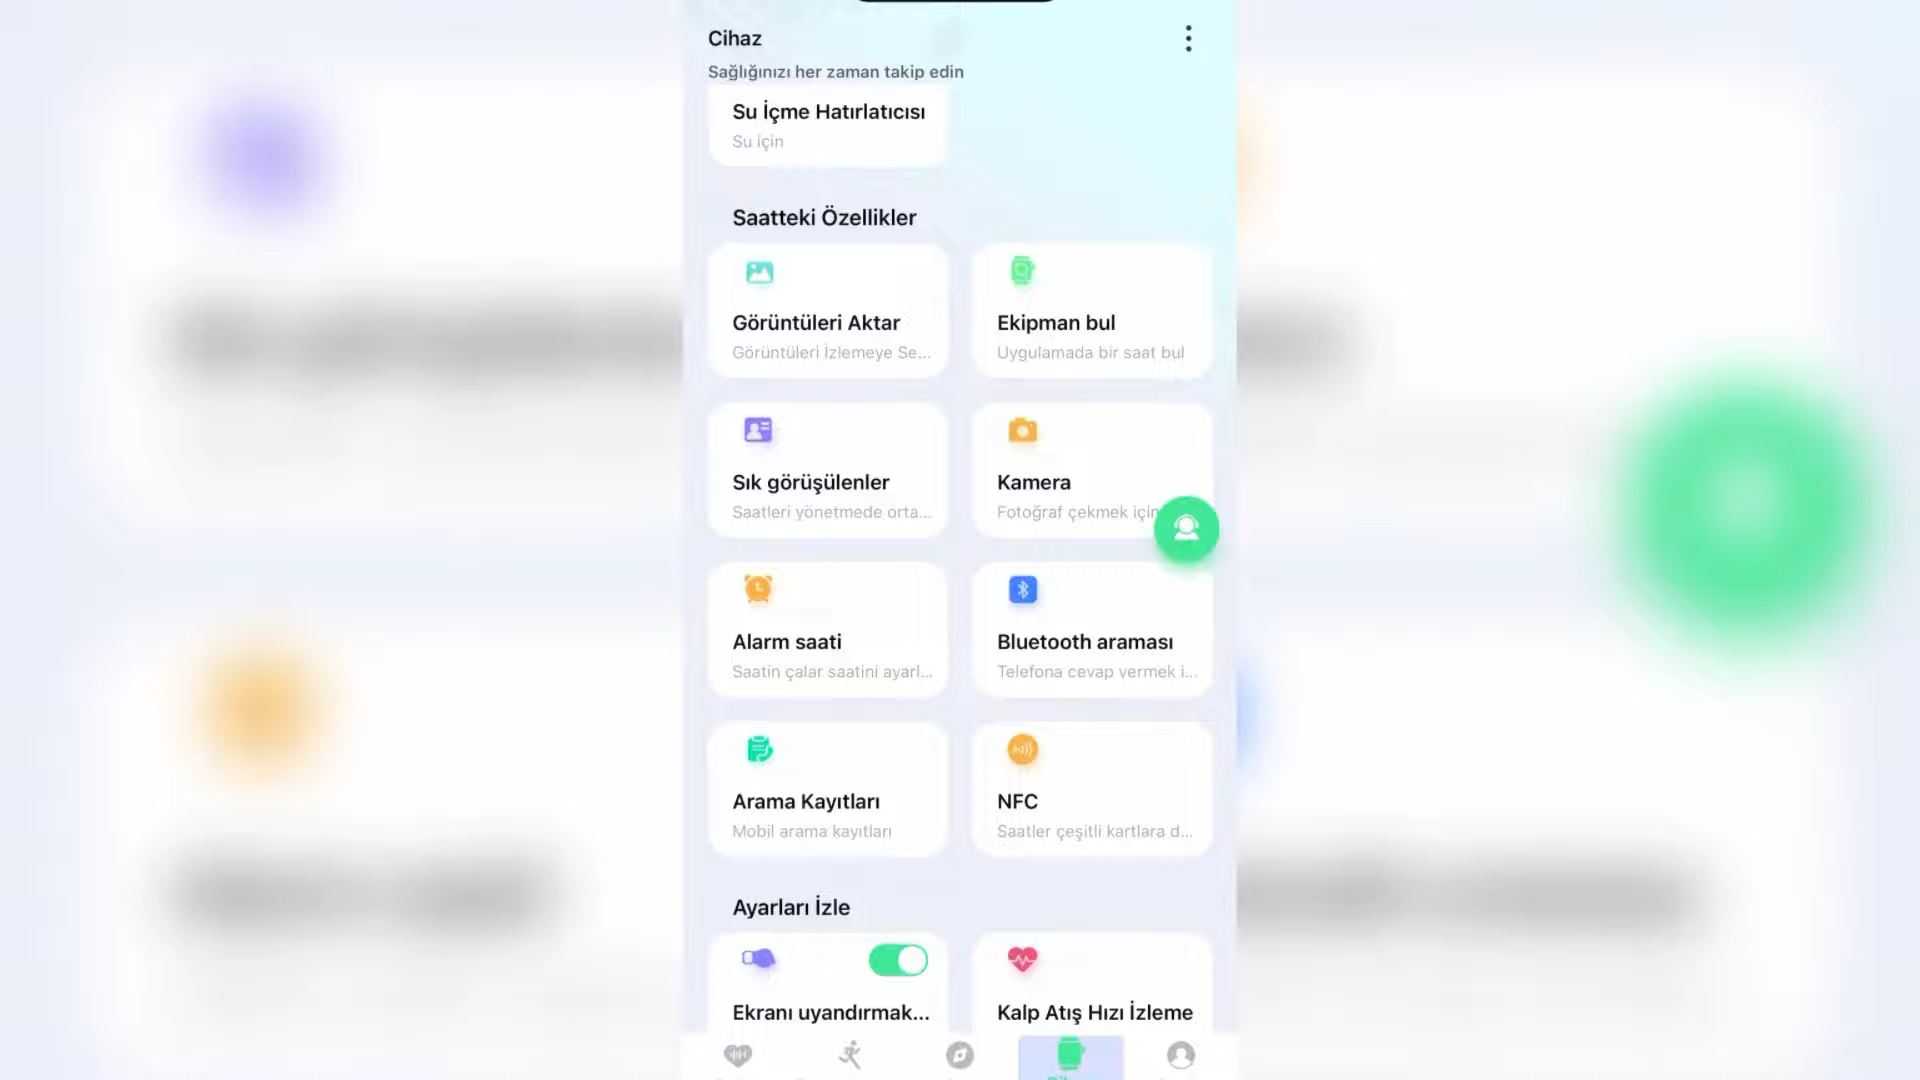 Cihaz
Sağlığınızı her zaman takip edin
Su İçme Hatırlatıcısı
Su için
Saatteki Özellikler
Görüntüleri Aktar
Görüntüleri İzlemeye Se...
Ekipman bul
Uygulamada bir saat bul
Sık görüşülenler
Saatleri yönetmede orta...
Kamera
Fotoğraf çekmek için
Alarm saati
Saatin çalar saatini ayarl...
Bluetooth araması
Telefona cevap vermek i...
Arama Kayıtları
Mobil arama kayıtları
NFC
Saatler çeşitli kartlara d...
Ayarları İzle
Ekranı uyandırmak...
Kalp Atış Hızı İzleme